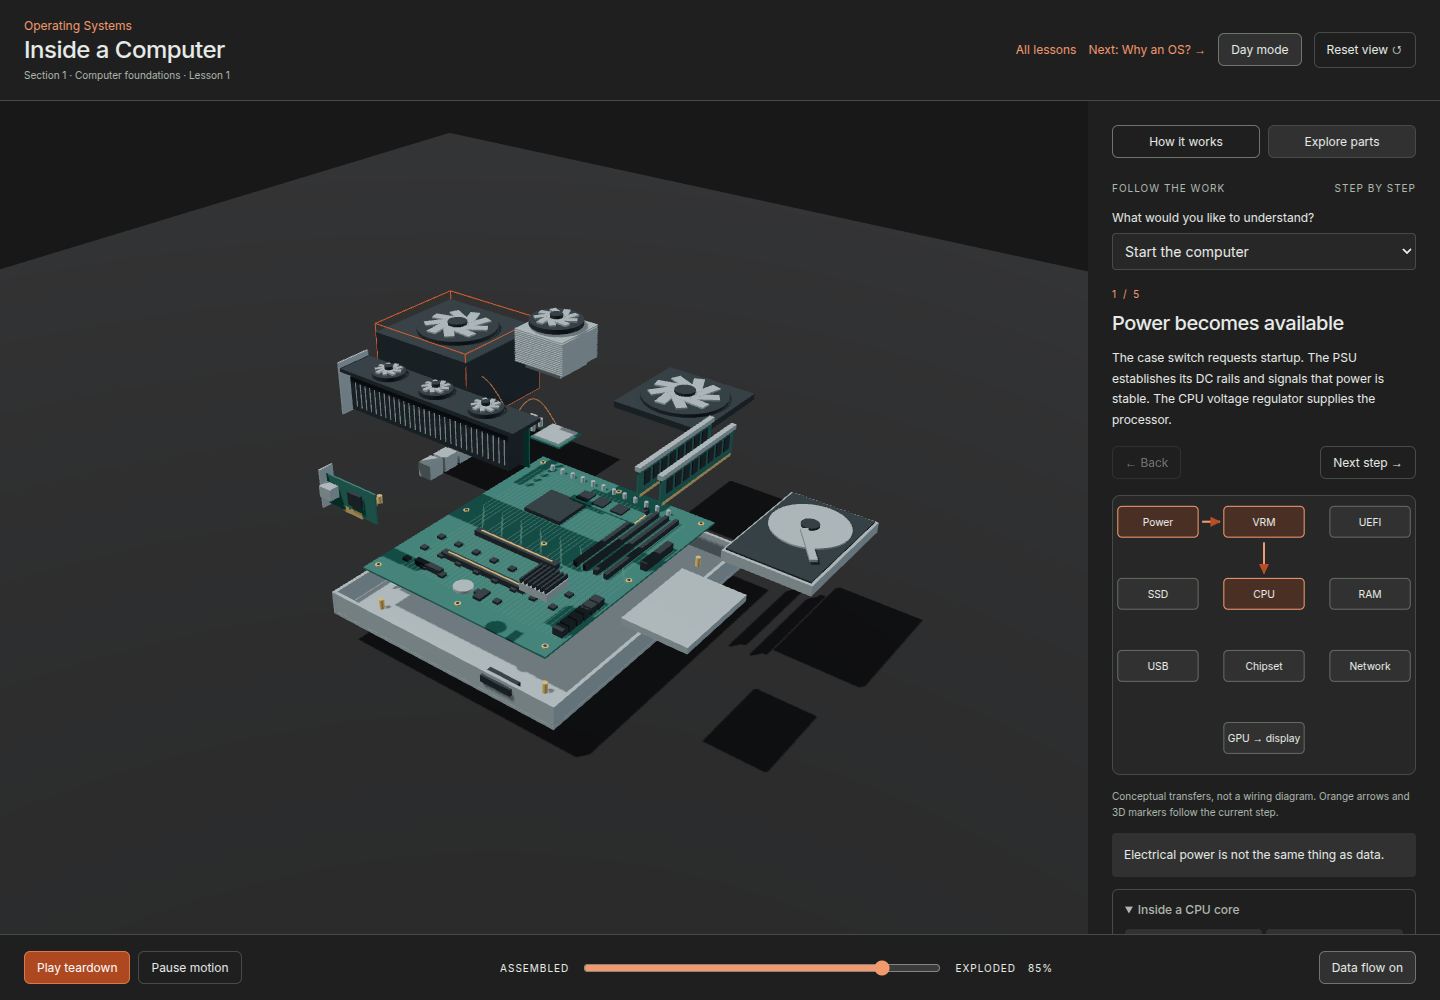 Operating Systems
Inside a Computer
Section 1 · Computer foundations · Lesson 1
All lessons
Next: Why an OS? →
Day mode
Reset view ↺
How it works
Explore parts
FOLLOW THE WORK
STEP BY STEP
What would you like to understand?
Start the computer
1 / 5
Power becomes available
The case switch requests startup. The PSU
establishes its DC rails and signals that power is
stable. The CPU voltage regulator supplies the
processor.
← Back
Next step →
Power
VRM
UEFI
SSD
CPU
RAM
USB
Chipset
Network
GPU → display
Conceptual transfers, not a wiring diagram. Orange arrows and
3D markers follow the current step.
Electrical power is not the same thing as data.
▼ Inside a CPU core
Play teardown
Pause motion
ASSEMBLED
EXPLODED
85%
Data flow on